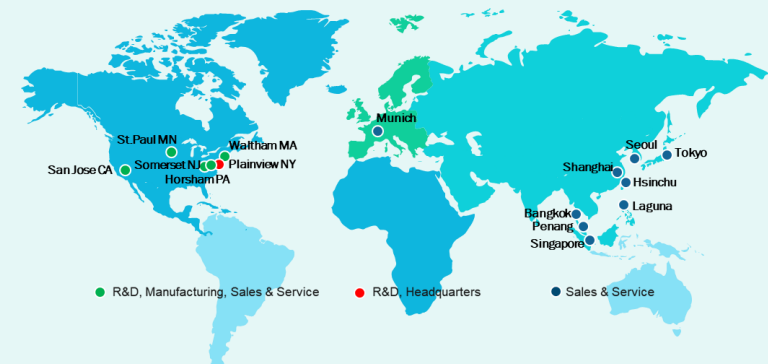 Munich
St.Paul MN
Waltham MA
Seoul
Tokyo
San Jose CA
Somerset NJ
Plainview NY
Shanghai
Horsham PA
Hsinchu
Laguna
Bangkok
Penang
Singapore
R&D, Manufacturing, Sales & Service
R&D, Headquarters
Sales & Service